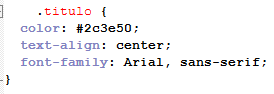 .titulo {
color: #2c3e50;
text-align: center;
font-family: Arial, sans-serif;
}